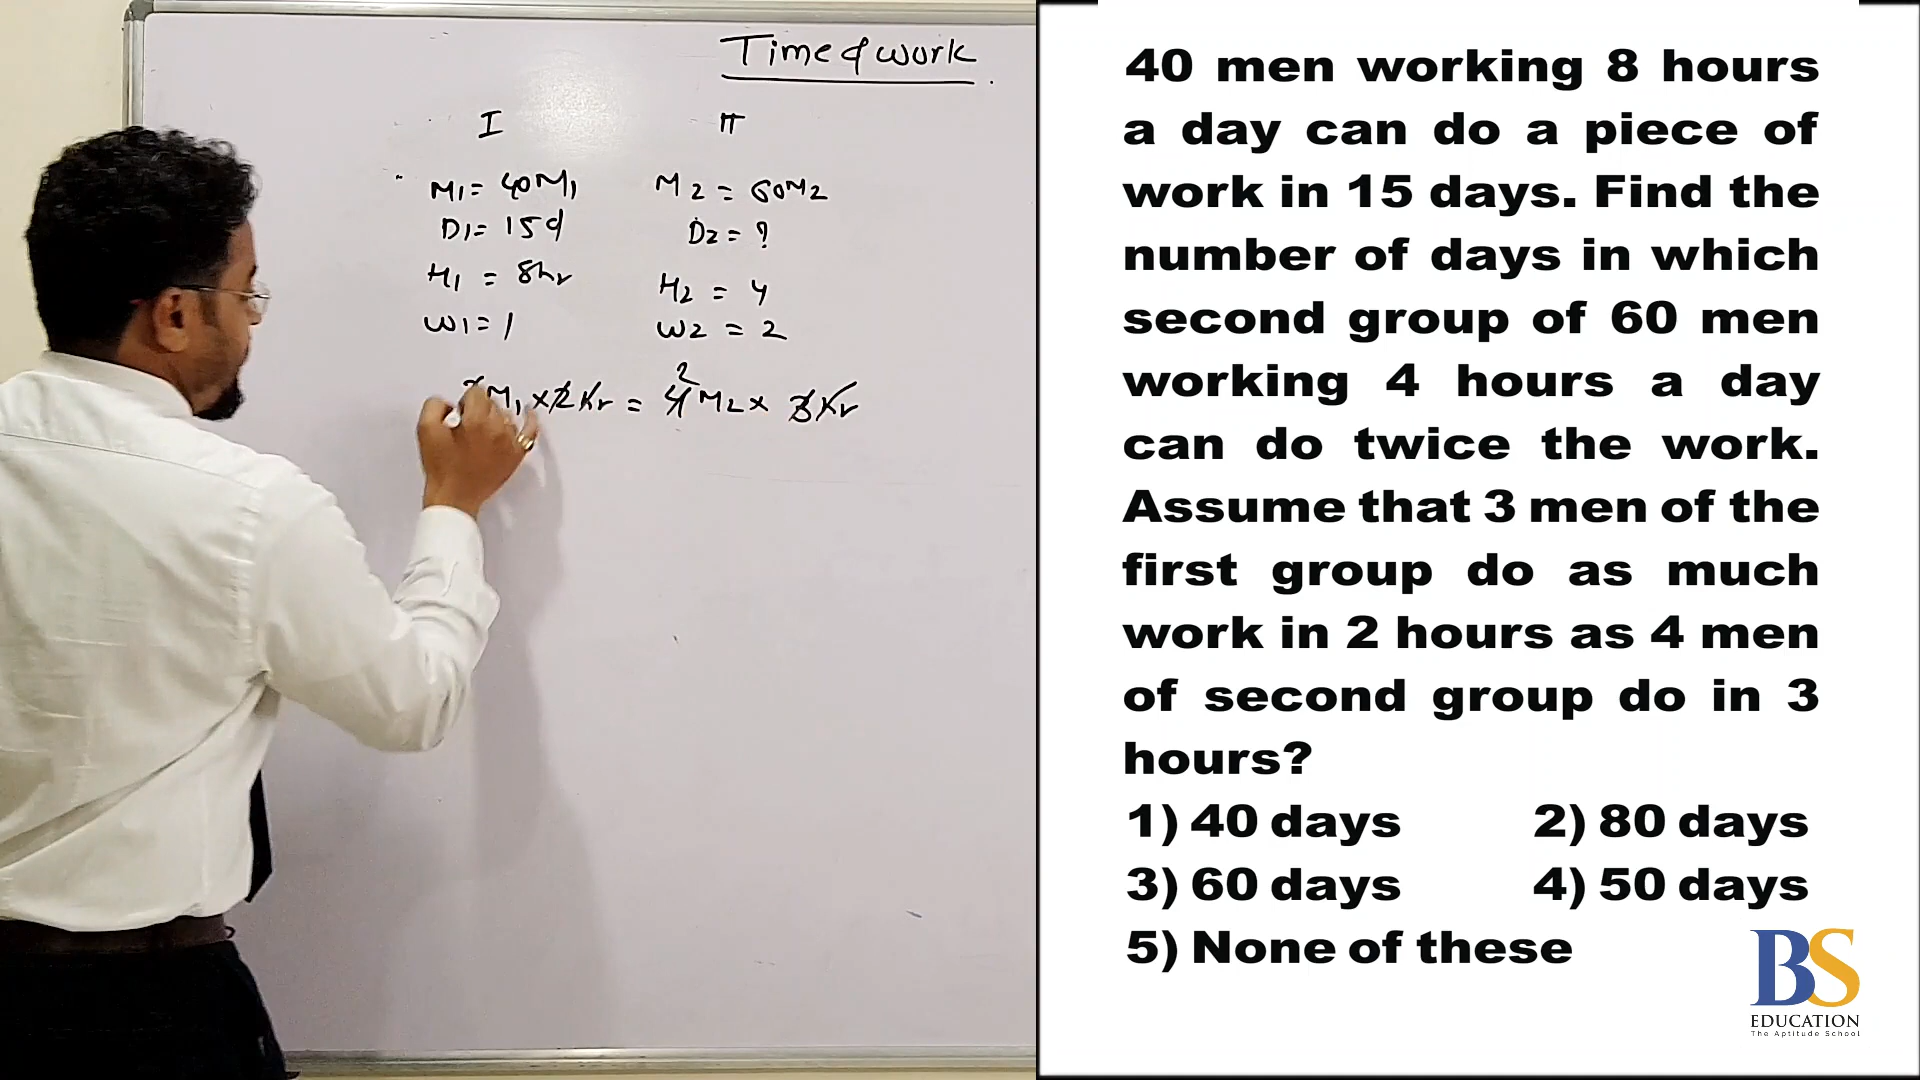 Time & work
I
II
M1 = 40M1
M2 = 60M2
D1 = 15d
D2 = ?
H1 = 8hr
H2 = 4
W1 = 1
W2 = 2
M1 × 2hr = 4 2 M2 × 3hr
40 men working 8 hours
a day can do a piece of
work in 15 days. Find the
number of days in which
second group of 60 men
working 4 hours a day
can do twice the work.
Assume that 3 men of the
first group do as much
work in 2 hours as 4 men
of second group do in 3
hours?
1) 40 days 2) 80 days
3) 60 days 4) 50 days
5) None of these
BS
EDUCATION
The Aptitude School